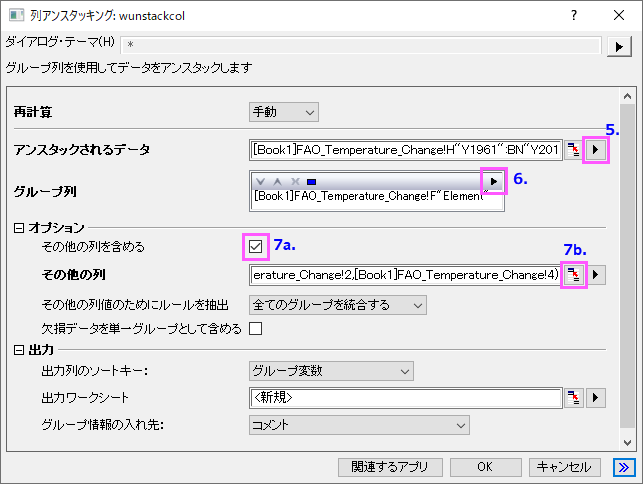 列アンスタッキング: wunstackcol
ダイアログ・テーマ(H) *
グループ列を使用してデータをアンスタックします
再計算 手動
5.
アンスタックされるデータ [Book1]FAO_Temperature_Change!H"Y1961":BN"Y201
6.
グループ列
[Book1]FAO_Temperature_Change!F"Element"
オプション
その他の列を含める 7a.
7b.
その他の列 erature_Change!2,[Book1]FAO_Temperature_Change!4)
その他の列値のためにルールを抽出 全てのグループを統合する
欠損データを単一グループとして含める
出力
出力列のソートキー: グループ変数
出力ワークシート <新規>
グループ情報の入れ先: コメント
関連するアプリ OK キャンセル